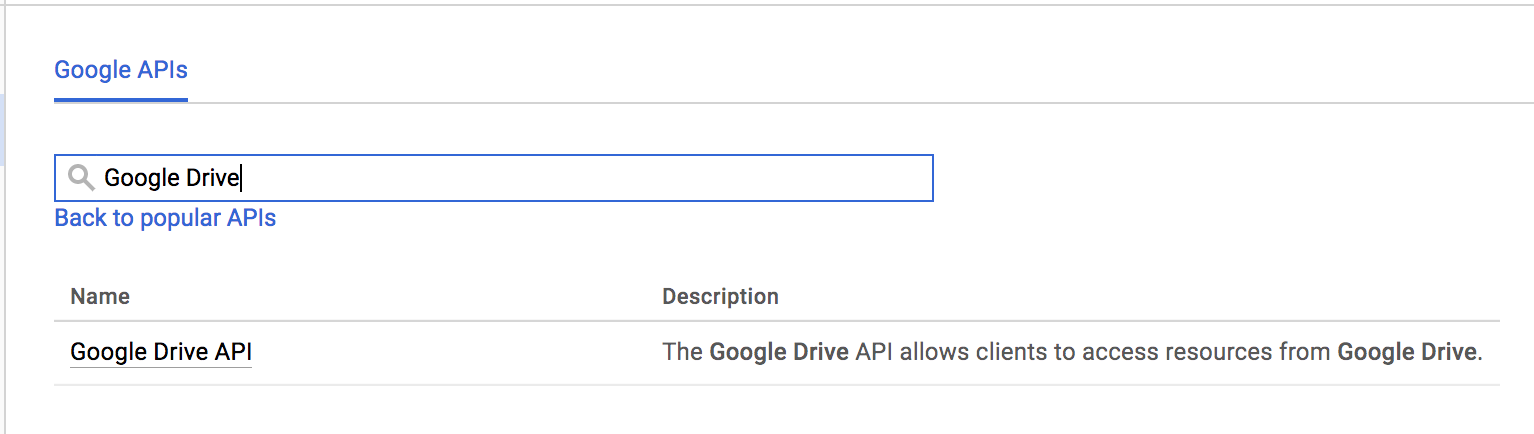 Google APIs
Google Drive
Back to popular APIs
Name Description
Google Drive API The Google Drive API allows clients to access resources from Google Drive.